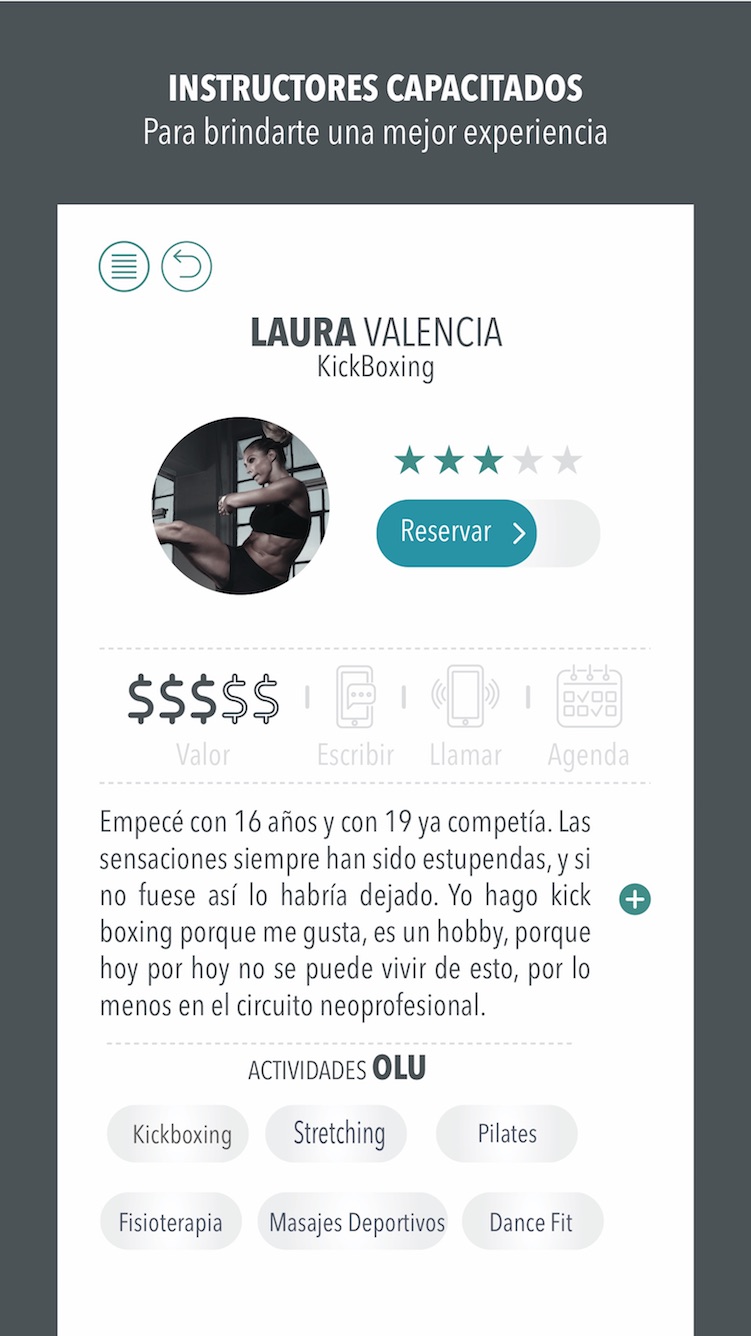 INSTRUCTORES CAPACITADOS
Para brindarte una mejor experiencia
LAURA VALENCIA
KickBoxing
Reservar
$$$$$
Valor
Escribir
Llamar
Agenda
Empecé con 16 años y con 19 ya competía. Las
sensaciones siempre han sido estupendas, y si
no fuese así lo habría dejado. Yo hago kick
boxing porque me gusta, es un hobby, porque
hoy por hoy no se puede vivir de esto, por lo
menos en el circuito neoprofesional.
ACTIVIDADES OLU
Kickboxing
Stretching
Pilates
Fisioterapia
Masajes Deportivos
Dance Fit